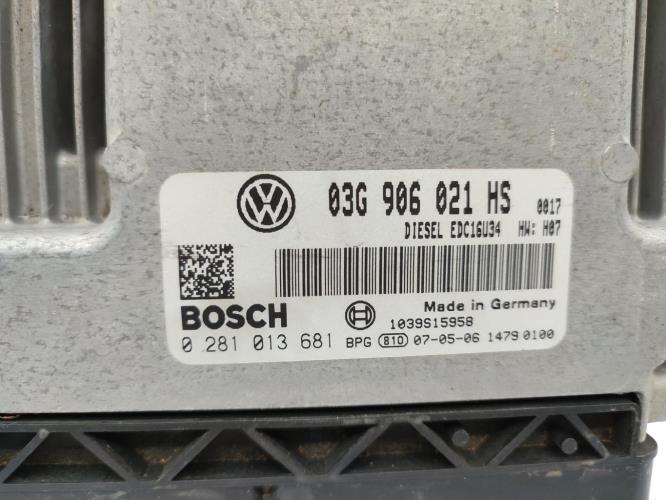 03G 906 021 HS 0017
DIESEL EDC16U34 HW: H07
BOSCH
Made in Germany
1039S15958
0 281 013 681 BPG 810 07-05-06 1479 0100